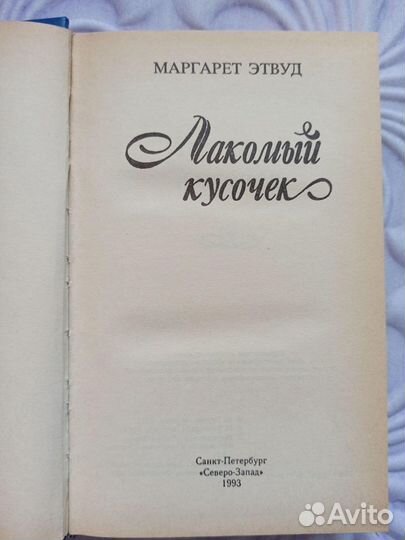 МАРГАРЕТ ЭТВУД
Лакомый
кусочек
Санкт-Петербург
«Северо-Запад»
1993
Avito